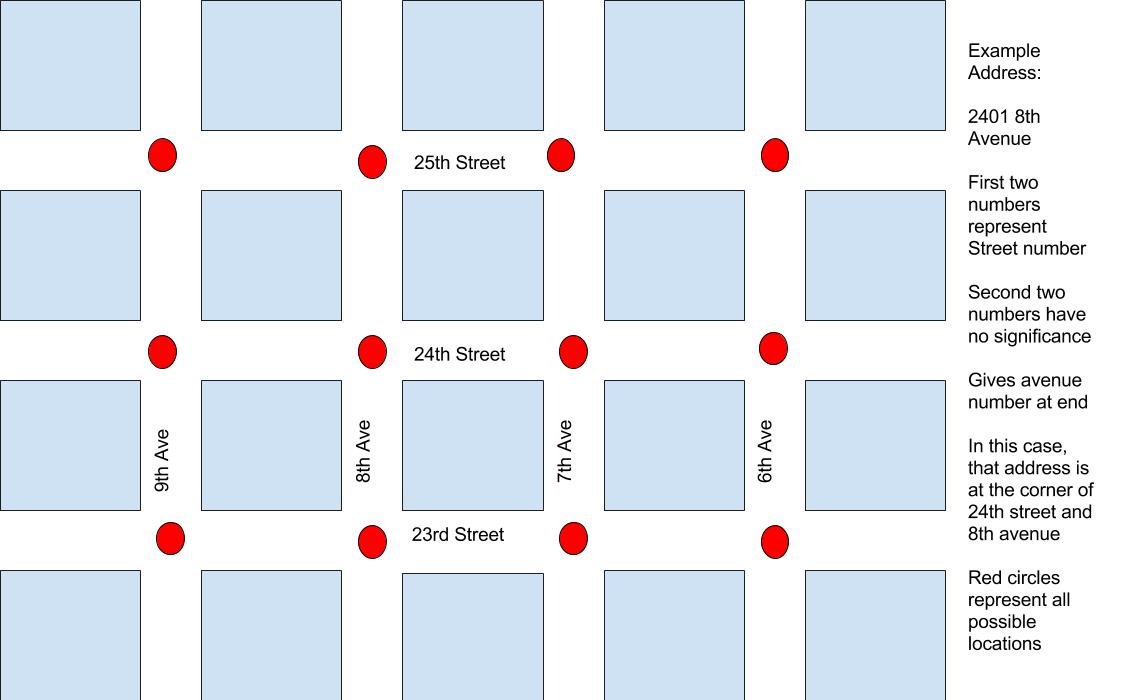 25th Street
24th Street
9th Ave
8th Ave
7th Ave
6th Ave
23rd Street
Example
Address:
2401 8th
Avenue
First two
numbers
represent
Street number
Second two
numbers have
no significance
Gives avenue
number at end
In this case,
that address is
at the corner of
24th street and
8th avenue
Red circles
represent all
possible
locations